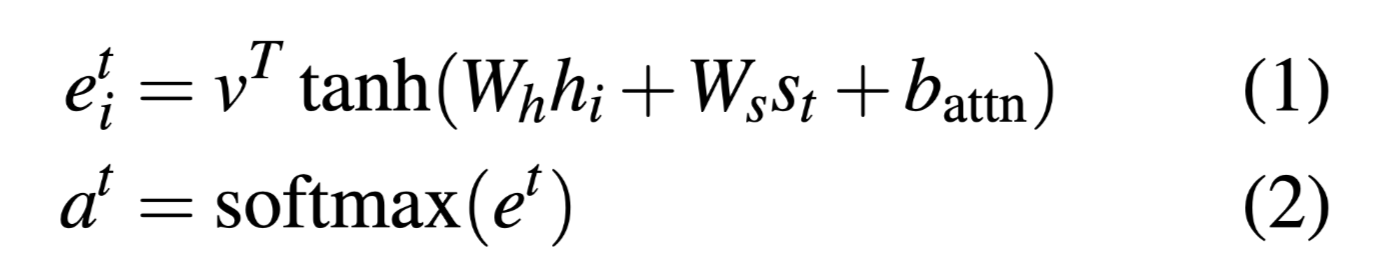 e_i^t = v^T tanh(W_h h_i + W_s s_t + b_attn) (1)
a^t = softmax(e^t) (2)